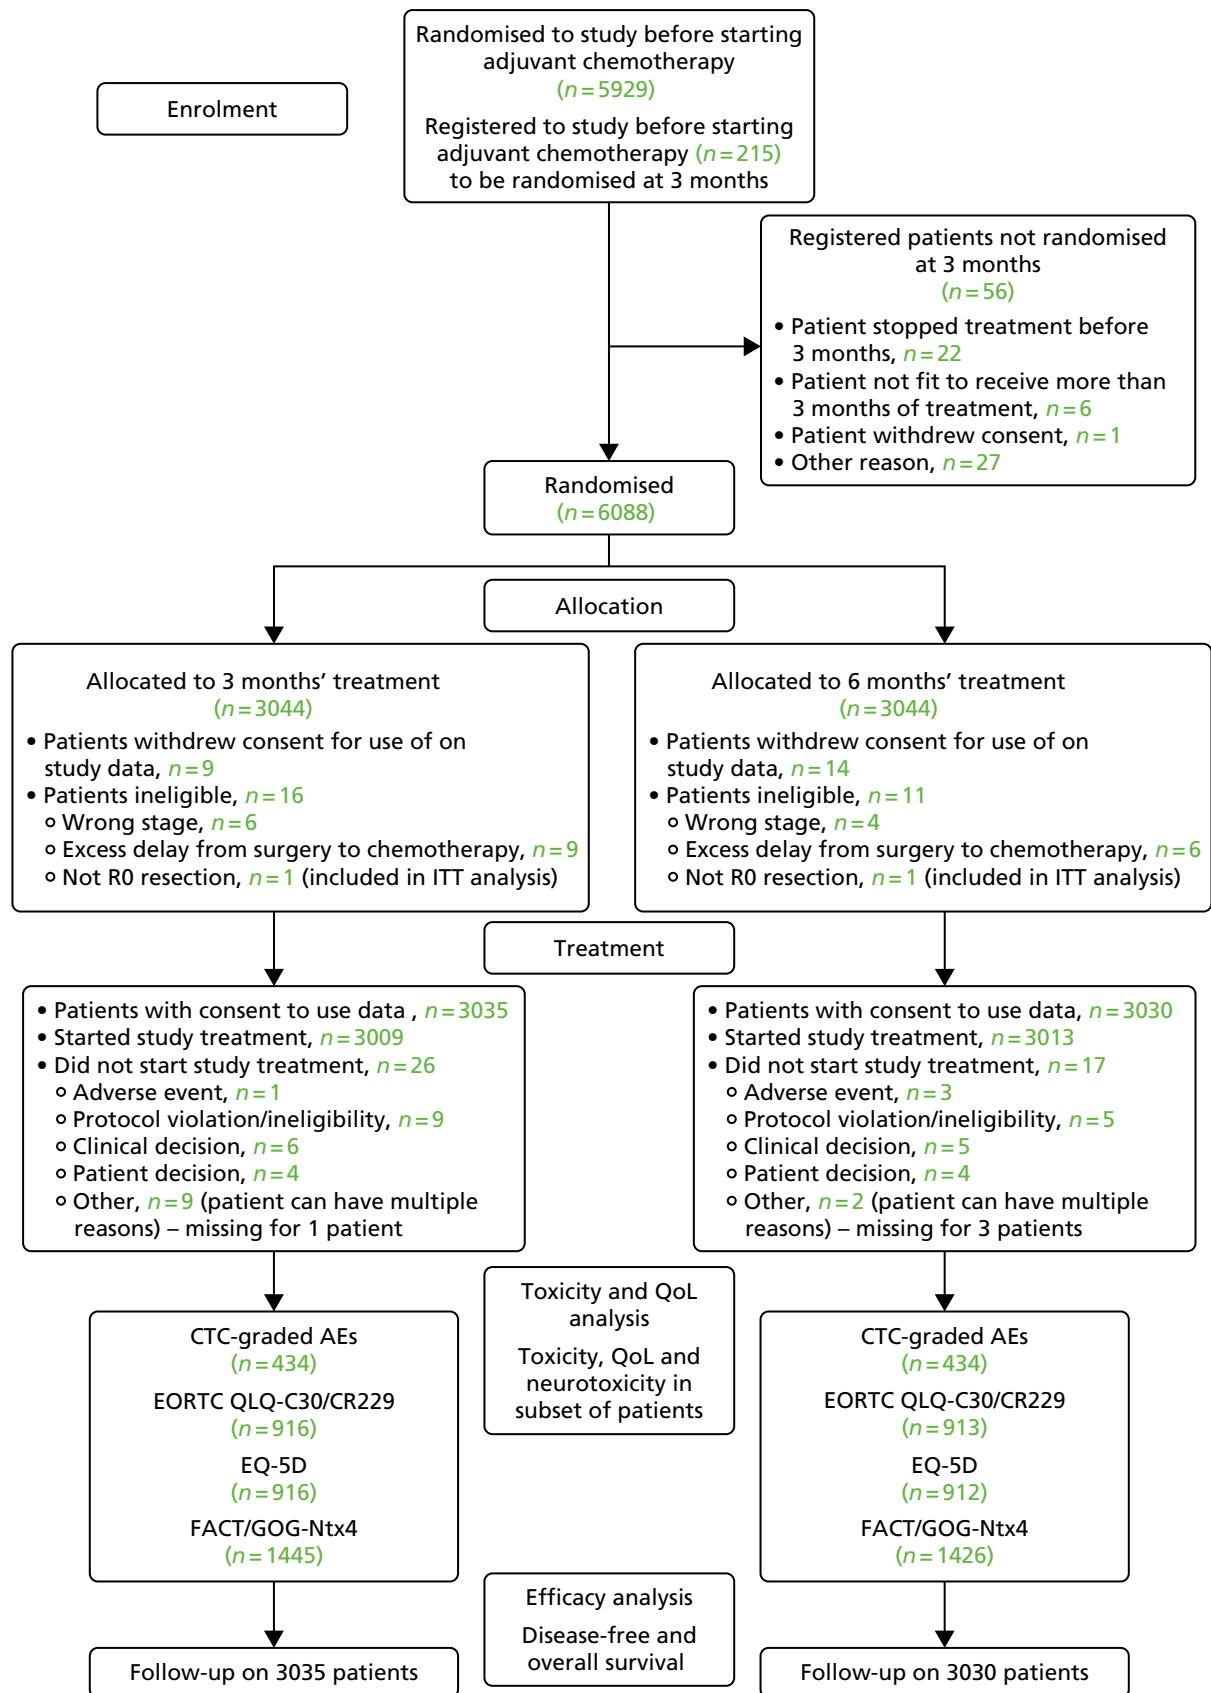 Randomised to study before starting
adjuvant chemotherapy
(n=5929)
Registered to study before starting
adjuvant chemotherapy (n=215)
to be randomised at 3 months
Enrolment
Registered patients not randomised
at 3 months
(n=56)
• Patient stopped treatment before
3 months, n=22
• Patient not fit to receive more than
3 months of treatment, n=6
• Patient withdrew consent, n=1
• Other reason, n=27
Randomised
(n=6088)
Allocation
Allocated to 3 months’ treatment
(n=3044)
• Patients withdrew consent for use of on
study data, n=9
• Patients ineligible, n=16
Wrong stage, n=6
Excess delay from surgery to chemotherapy, n=9
Not R0 resection, n=1 (included in ITT analysis)
Allocated to 6 months’ treatment
(n=3044)
• Patients withdrew consent for use of on
study data, n=14
• Patients ineligible, n=11
Wrong stage, n=4
Excess delay from surgery to chemotherapy, n=6
Not R0 resection, n=1 (included in ITT analysis)
Treatment
• Patients with consent to use data , n=3035
• Started study treatment, n=3009
• Did not start study treatment, n=26
Adverse event, n=1
Protocol violation/ineligibility, n=9
Clinical decision, n=6
Patient decision, n=4
Other, n=9 (patient can have multiple
reasons) – missing for 1 patient
• Patients with consent to use data, n=3030
• Started study treatment, n=3013
• Did not start study treatment, n=17
Adverse event, n=3
Protocol violation/ineligibility, n=5
Clinical decision, n=5
Patient decision, n=4
Other, n=2 (patient can have multiple
reasons) – missing for 3 patients
Toxicity and QoL
analysis
Toxicity, QoL and
neurotoxicity in
subset of patients
CTC-graded AEs
(n=434)
EORTC QLQ-C30/CR229
(n=916)
EQ-5D
(n=916)
FACT/GOG-Ntx4
(n=1445)
CTC-graded AEs
(n=434)
EORTC QLQ-C30/CR229
(n=913)
EQ-5D
(n=912)
FACT/GOG-Ntx4
(n=1426)
Efficacy analysis
Disease-free and
overall survival
Follow-up on 3035 patients
Follow-up on 3030 patients